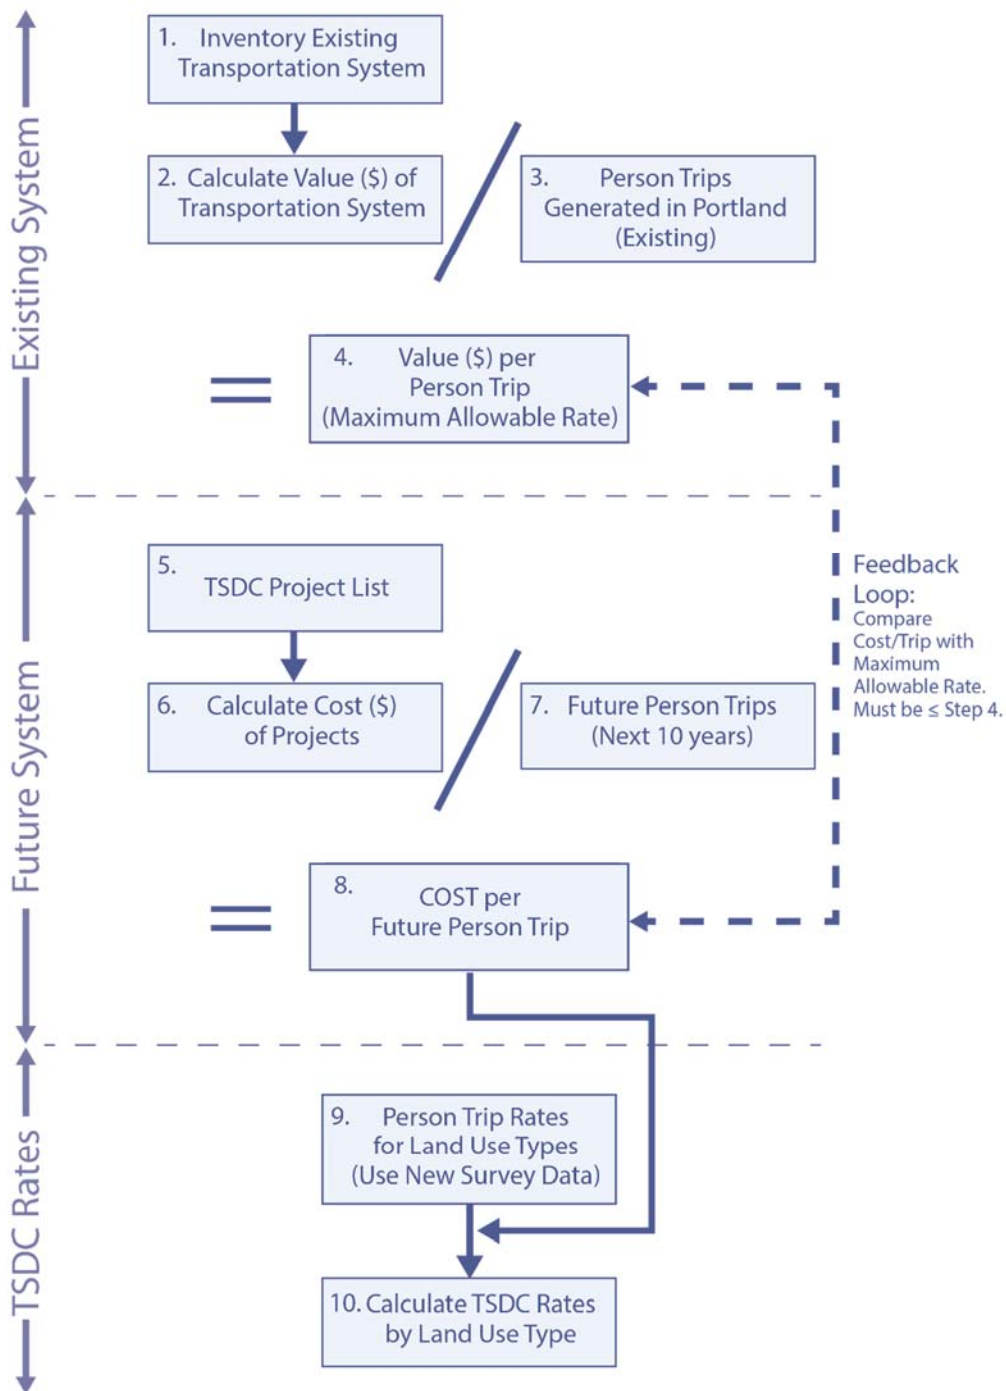 Existing System
1. Inventory Existing
Transportation System
2. Calculate Value ($) of
Transportation System
3. Person Trips
Generated in Portland
(Existing)
4. Value ($) per
Person Trip
(Maximum Allowable Rate)
Future System
5.
TSDC Project List
6. Calculate Cost ($)
of Projects
7. Future Person Trips
(Next 10 years)
Feedback
Loop:
Compare
Cost/Trip with
Maximum
Allowable Rate.
Must be ≤ Step 4.
8. COST per
Future Person Trip
TSDC Rates
9. Person Trip Rates
for Land Use Types
(Use New Survey Data)
10. Calculate TSDC Rates
by Land Use Type